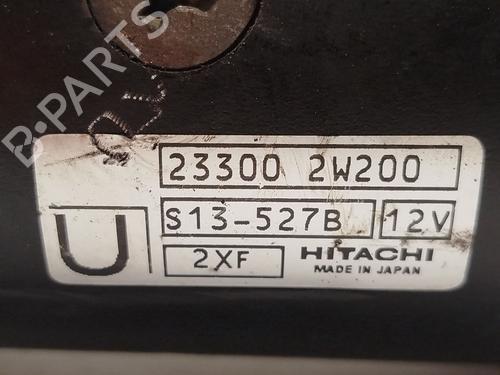 B-PARTS
23300 2W200
S13-527B 12V
U
2XF HITACHI
MADE IN JAPAN